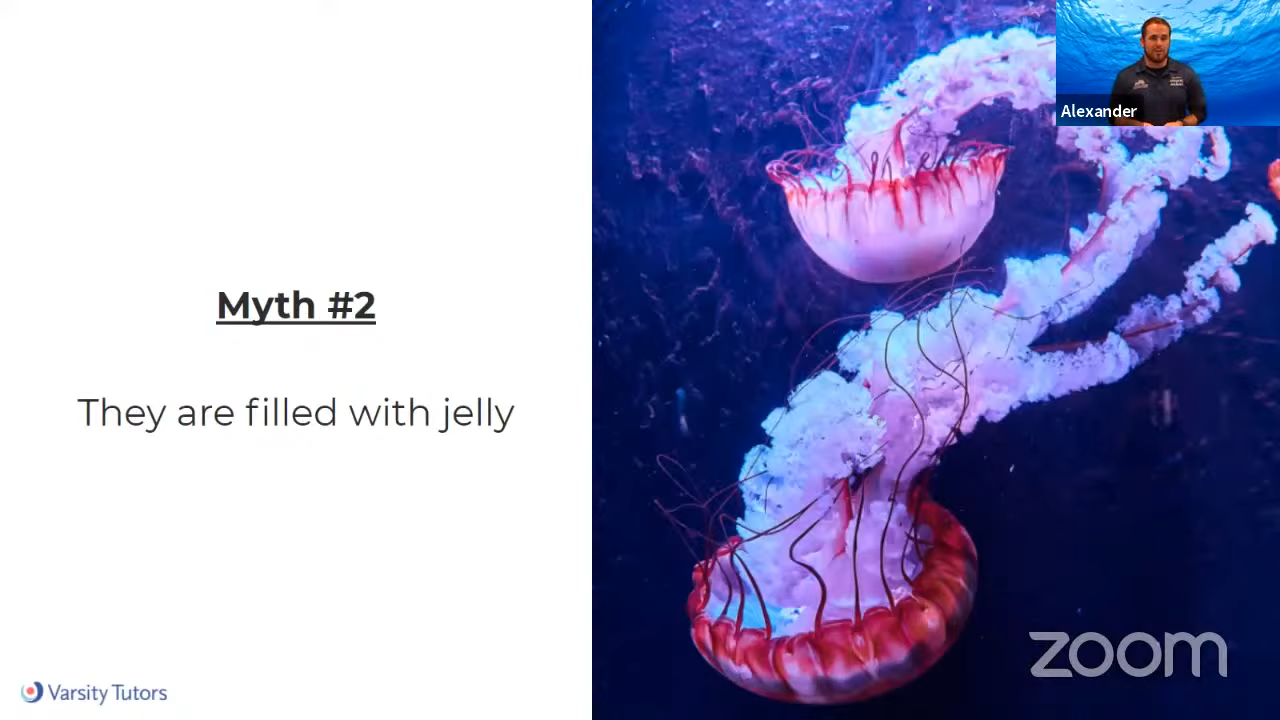 Alexander
Myth #2
They are filled with jelly
zoom
Varsity Tutors